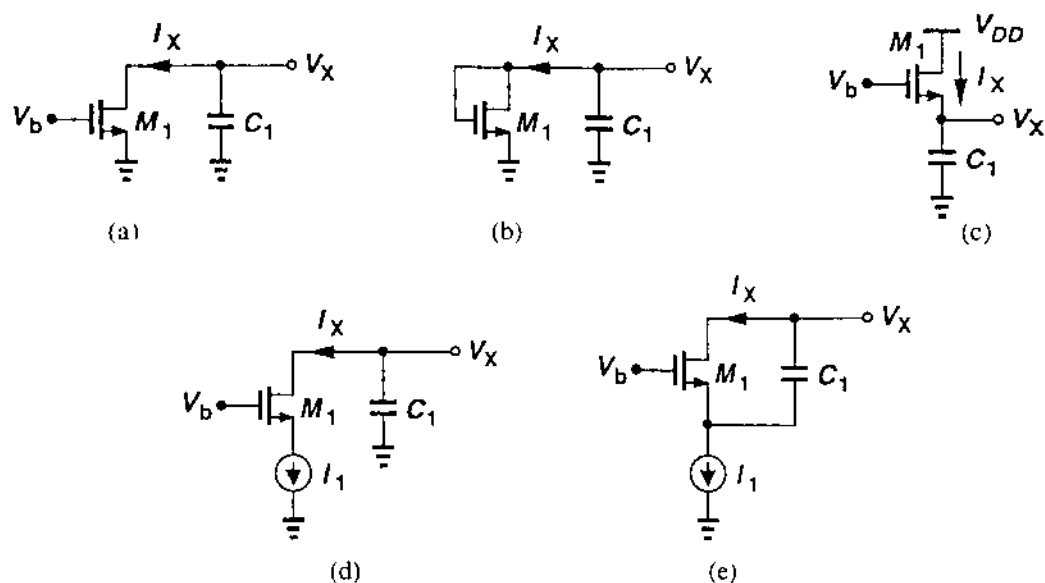 I_X
V_X
V_b
M_1
C_1
(a)
I_X
V_X
M_1
C_1
(b)
V_DD
M_1
I_X
V_b
V_X
C_1
(c)
I_X
V_X
V_b
M_1
C_1
I_1
(d)
I_X
V_X
V_b
M_1
C_1
I_1
(e)